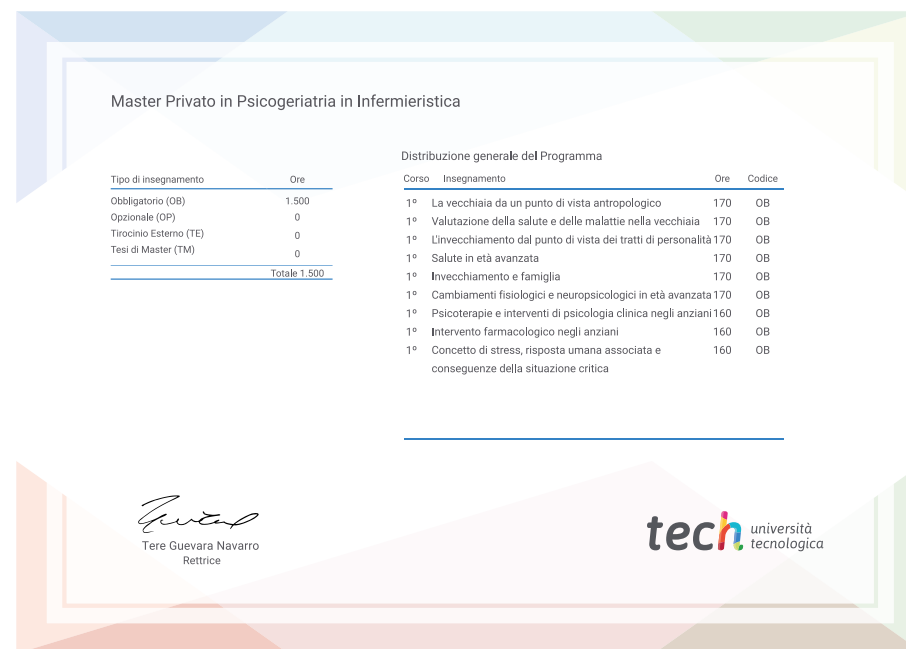 Master Privato in Psicogeriatria in Infermieristica
Tipo di insegnamento Ore
Obbligatorio (OB) 1.500
Opzionale (OP) 0
Tirocinio Esterno (TE) 0
Tesi di Master (TM) 0
Totale 1.500
Distribuzione generale del Programma
Corso Insegnamento Ore Codice
1º La vecchiaia da un punto di vista antropologico 170 OB
1º Valutazione della salute e delle malattie nella vecchiaia 170 OB
1º L'invecchiamento dal punto di vista dei tratti di personalità 170 OB
1º Salute in età avanzata 170 OB
1º Invecchiamento e famiglia 170 OB
1º Cambiamenti fisiologici e neuropsicologici in età avanzata 170 OB
1º Psicoterapie e interventi di psicologia clinica negli anziani 160 OB
1º Intervento farmacologico negli anziani 160 OB
1º Concetto di stress, risposta umana associata e 160 OB
conseguenze della situazione critica
Tere Guevara Navarro
Rettrice
tech università
tecnologica